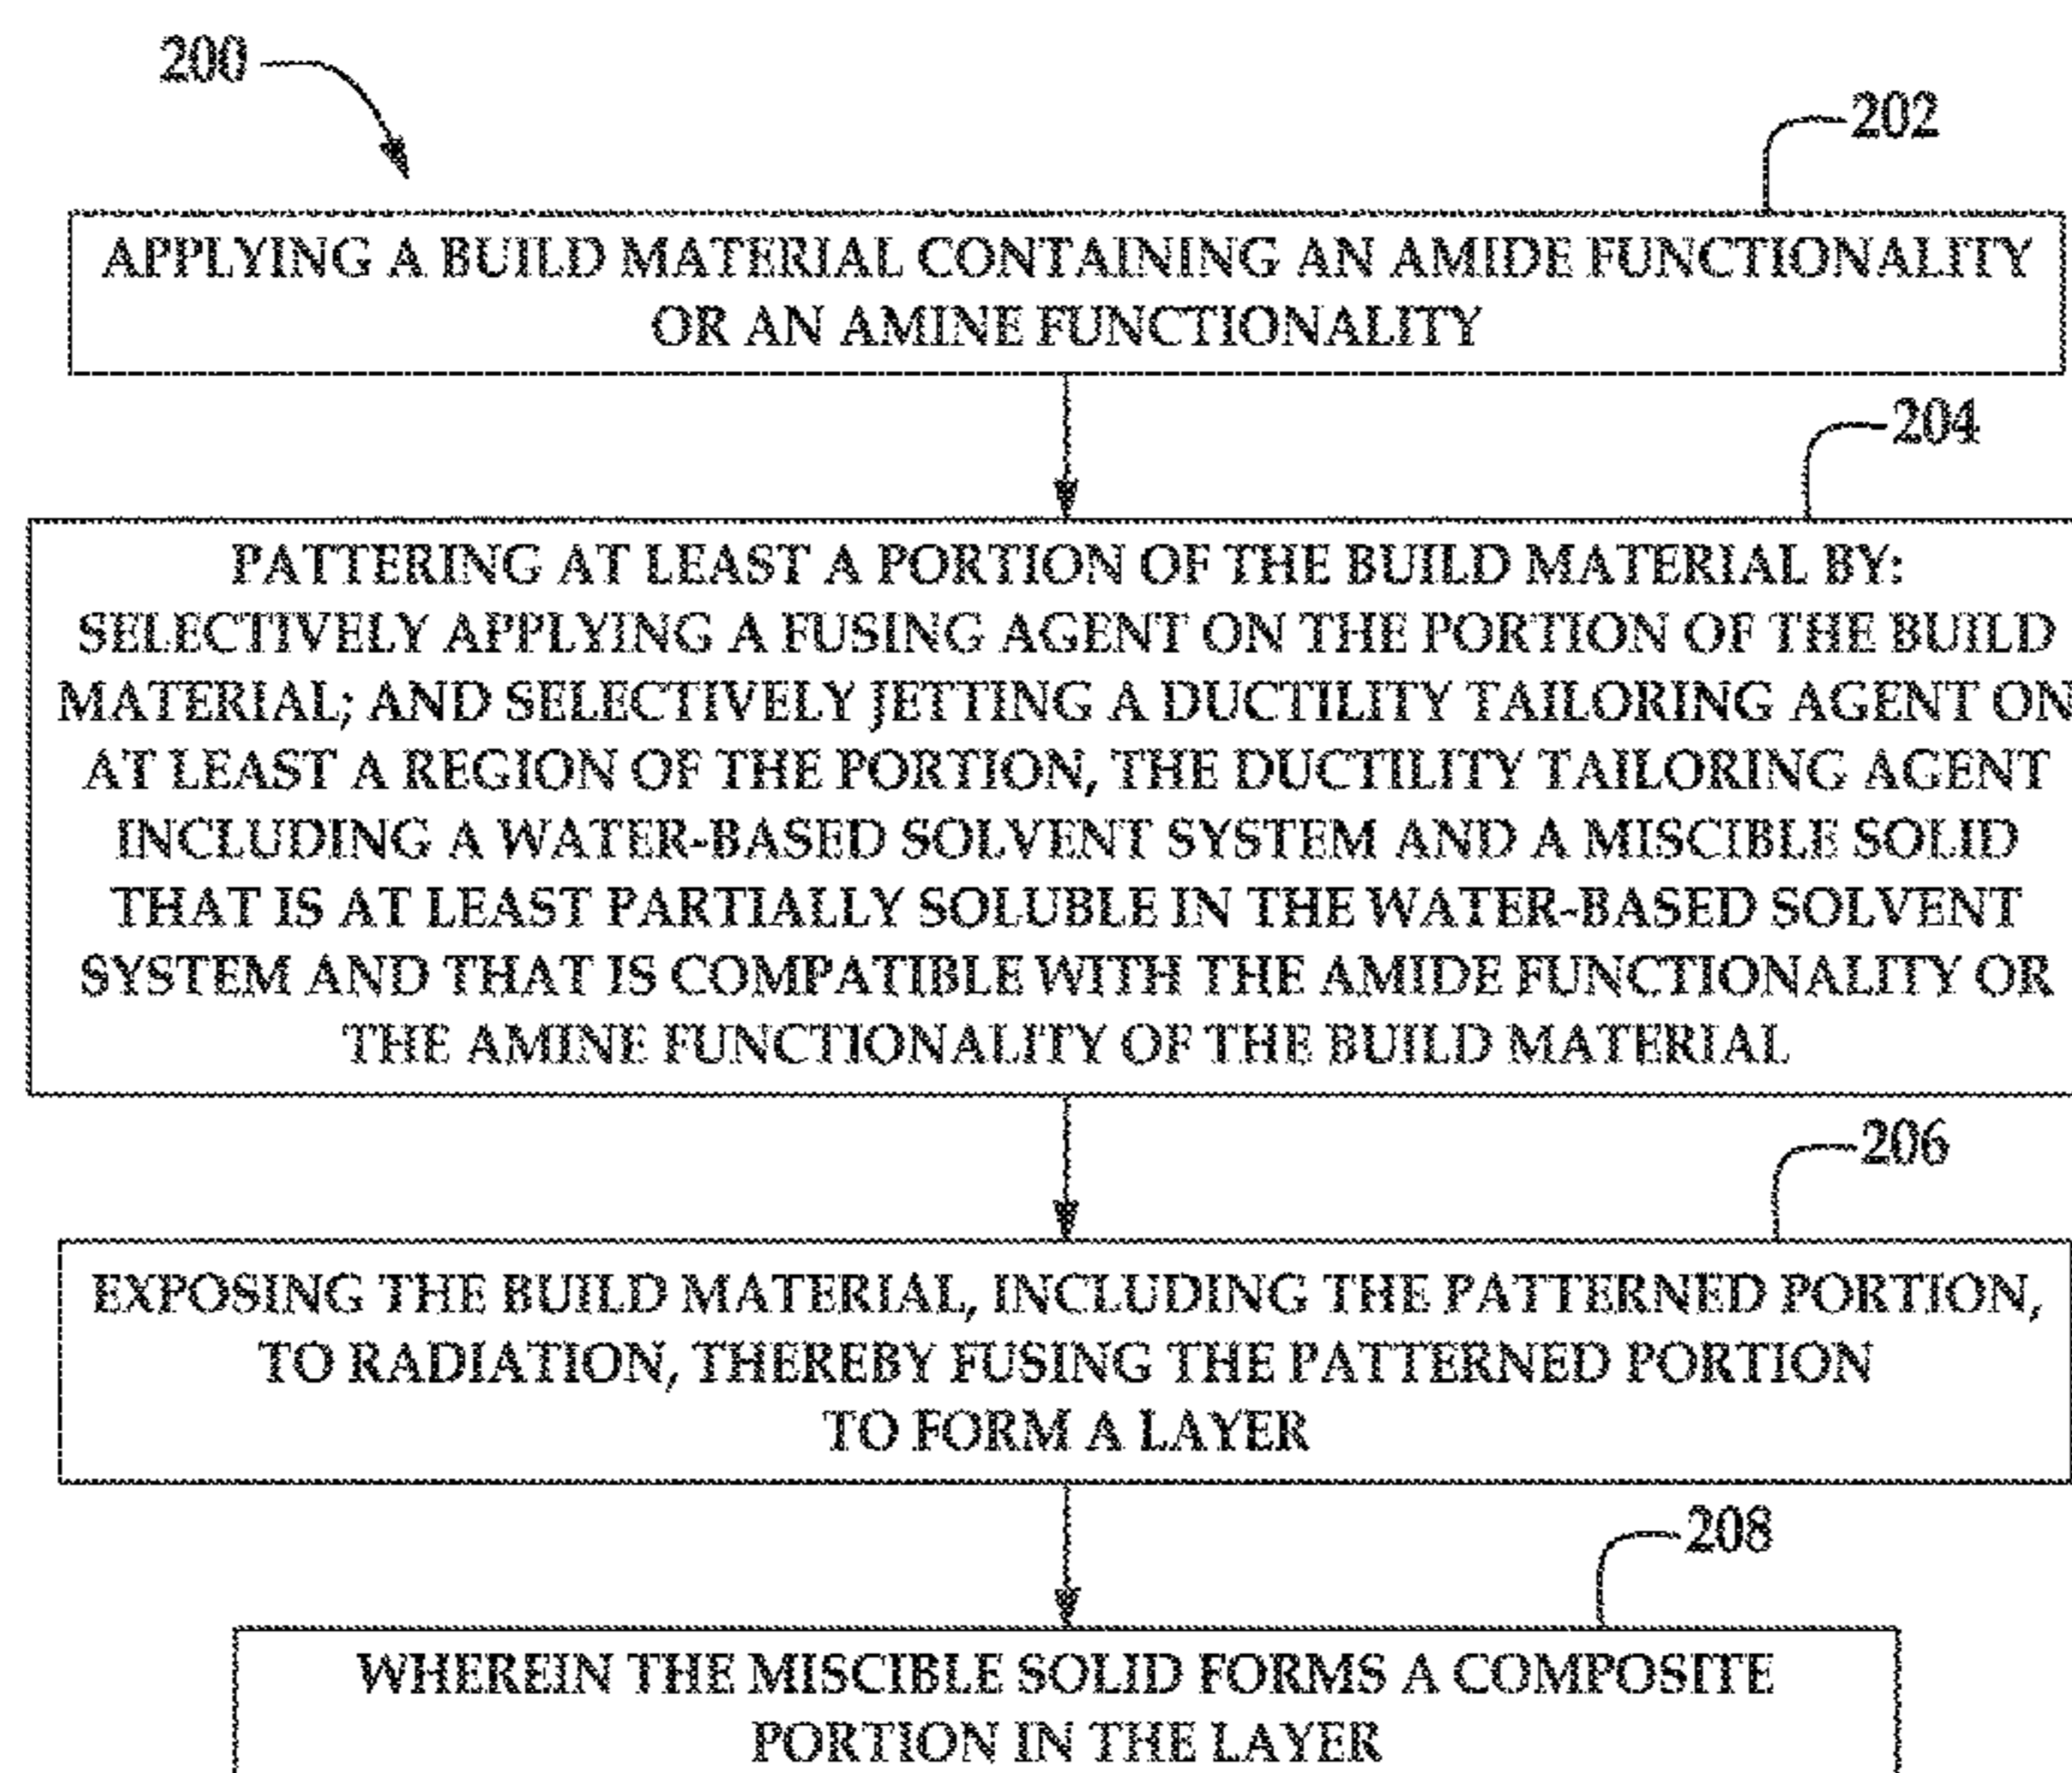 200
202
APPLYING A BUILD MATERIAL CONTAINING AN AMIDE FUNCTIONALITY
OR AN AMINE FUNCTIONALITY
204
PATTERING AT LEAST A PORTION OF THE BUILD MATERIAL BY:
SELECTIVELY APPLYING A FUSING AGENT ON THE PORTION OF THE BUILD
MATERIAL; AND SELECTIVELY JETTING A DUCTILITY TAILORING AGENT ON
AT LEAST A REGION OF THE PORTION, THE DUCTILITY TAILORING AGENT
INCLUDING A WATER-BASED SOLVENT SYSTEM AND A MISCIBLE SOLID
THAT IS AT LEAST PARTIALLY SOLUBLE IN THE WATER-BASED SOLVENT
SYSTEM AND THAT IS COMPATIBLE WITH THE AMIDE FUNCTIONALITY OR
THE AMINE FUNCTIONALITY OF THE BUILD MATERIAL
206
EXPOSING THE BUILD MATERIAL, INCLUDING THE PATTERNED PORTION,
TO RADIATION, THEREBY FUSING THE PATTERNED PORTION
TO FORM A LAYER
208
WHEREIN THE MISCIBLE SOLID FORMS A COMPOSITE
PORTION IN THE LAYER